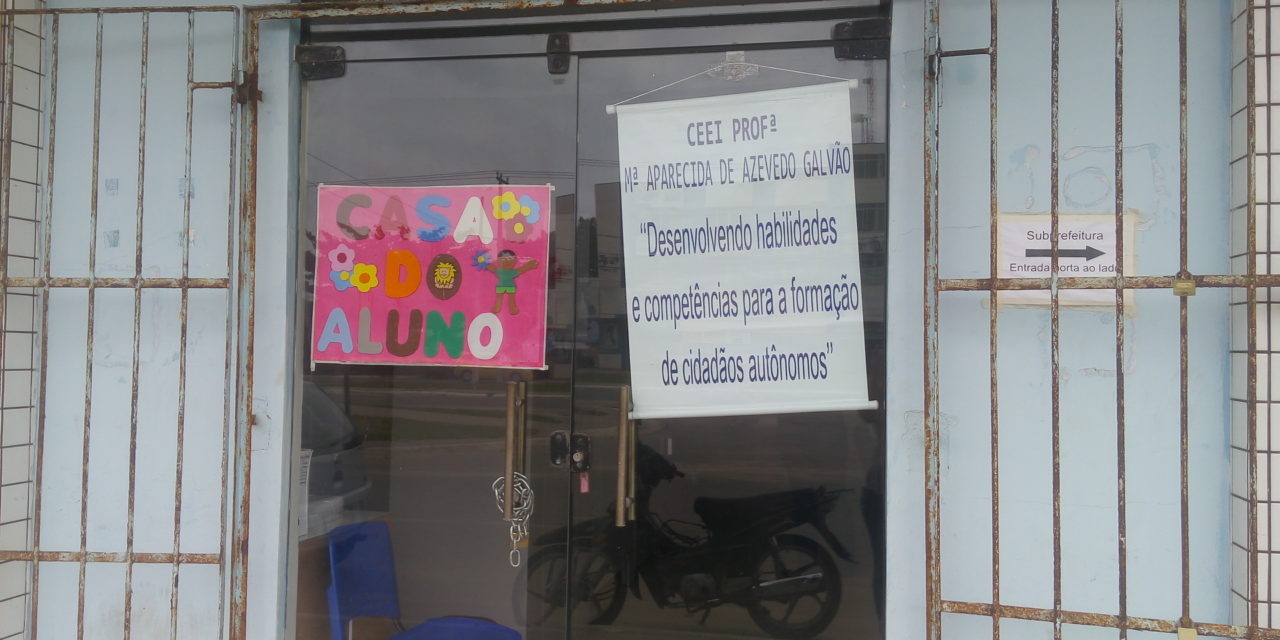 CASA
DO
ALUNO
CEEI PROFª
Mª APARECIDA DE AZEVEDO GALVÃO
“Desenvolvendo habilidades
e competências para a formação
de cidadãos autônomos”
Subprefeitura
Entrada porta ao lado